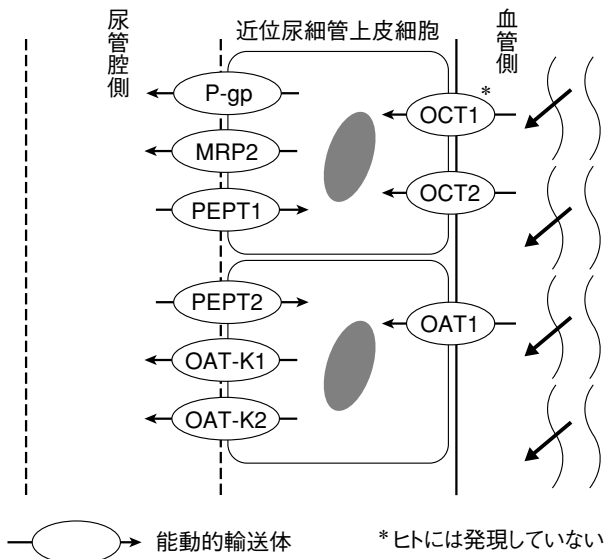 尿管腔側
近位尿細管上皮細胞
血管側
P-gp
MRP2
PEPT1
OCT1
*
OCT2
PEPT2
OAT-K1
OAT-K2
OAT1
能動的輸送体
*ヒトには発現していない